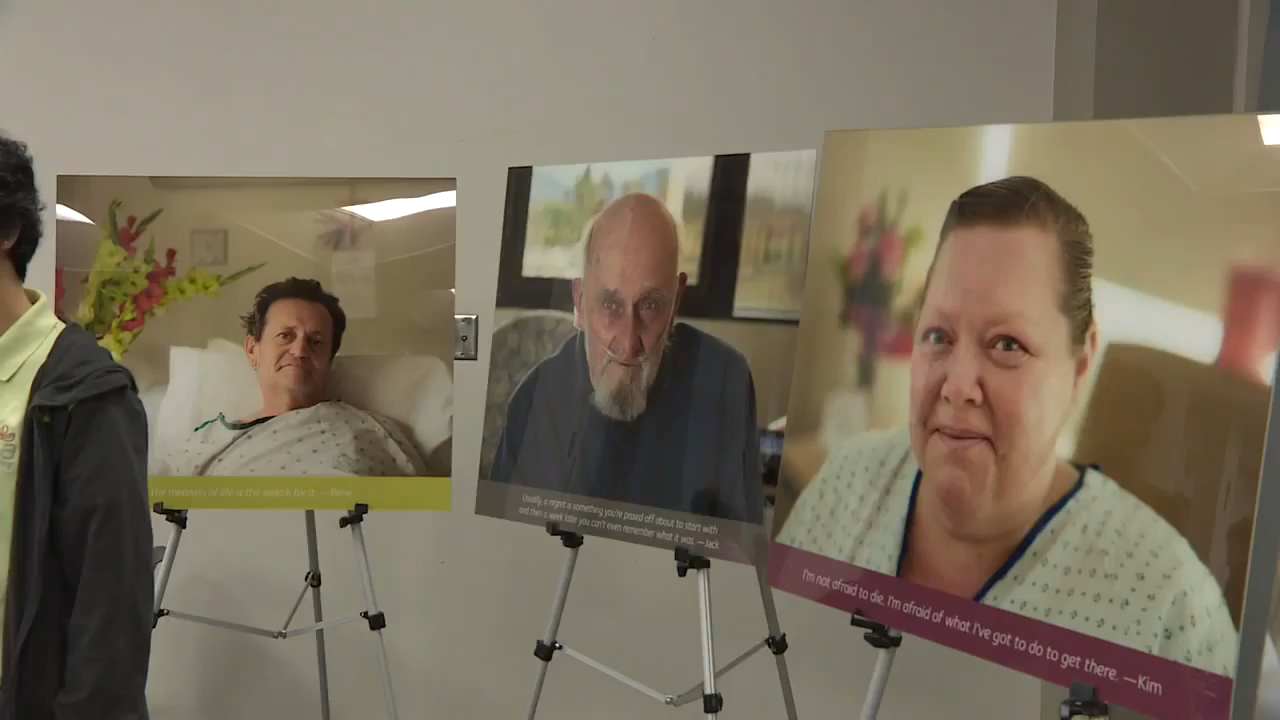 the meaning of life is the search for it. —Rene
Usually, a regret is something you're pissed off about to start with
and then a week later you can't even remember what it was. —Jack
I'm not afraid to die. I'm afraid of what I've got to do to get there. —Kim